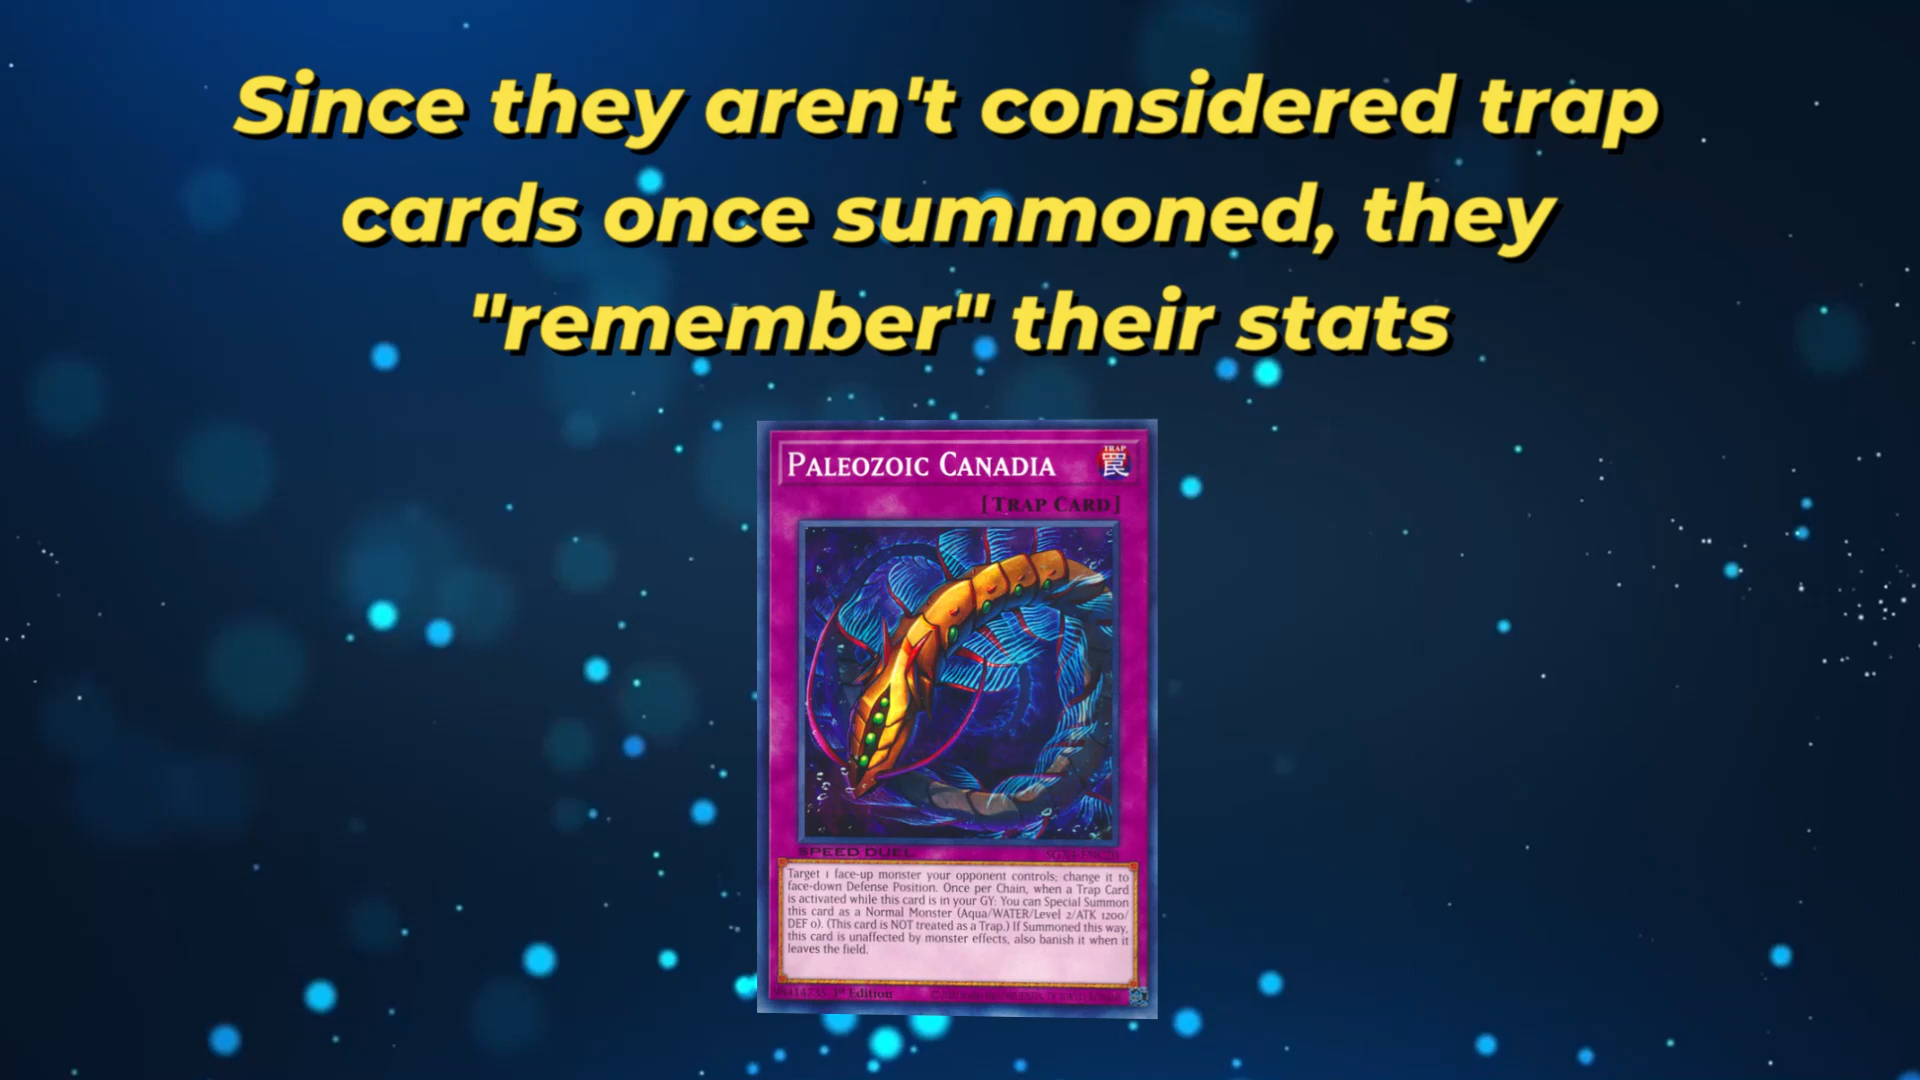 Since they aren't considered trap
cards once summoned, they
"remember" their stats
PALEOZOIC CANADIA
TRAP
罠
[TRAP CARD]
SPEED DUEL
Target 1 face-up monster your opponent controls; change it to
face-down Defense Position. Once per Chain, when a Trap Card
is activated while this card is in your GY: You can Special Summon
this card as a Normal Monster (Aqua/WATER/Level 2/ATK 1200/
DEF 0). (This card is NOT treated as a Trap.) If Summoned this way,
this card is unaffected by monster effects, also banish it when it
leaves the field.
1st Edition